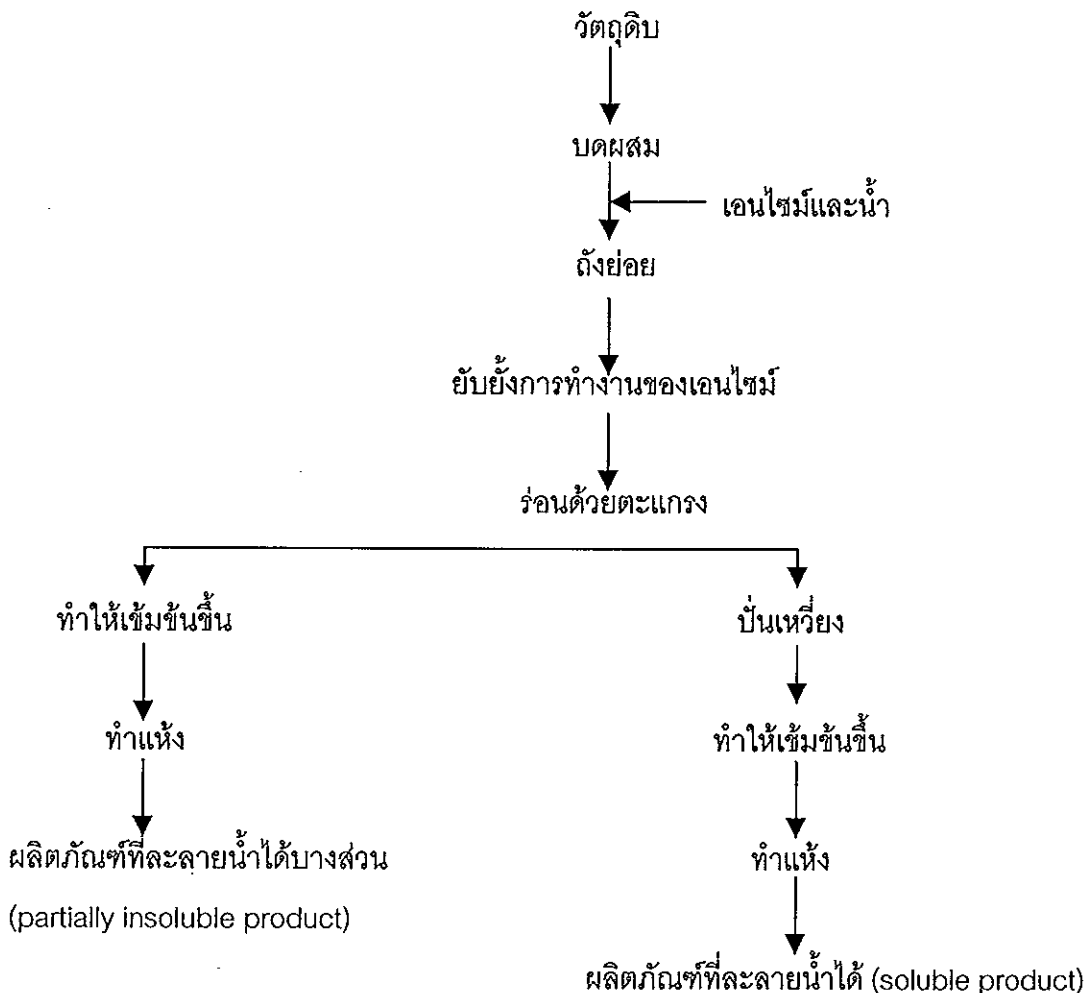 วัตถุดิบ
บดผสม
เอนไซม์และน้ำ
ถังย่อย
ยับยั้งการทำงานของเอนไซม์
ร่อนด้วยตะแกรง
ทำให้เข้มข้นขึ้น
ทำแห้ง
ผลิตภัณฑ์ที่ละลายน้ำได้บางส่วน
(partially insoluble product)
ปั่นเหวี่ยง
ทำให้เข้มข้นขึ้น
ทำแห้ง
ผลิตภัณฑ์ที่ละลายน้ำได้ (soluble product)